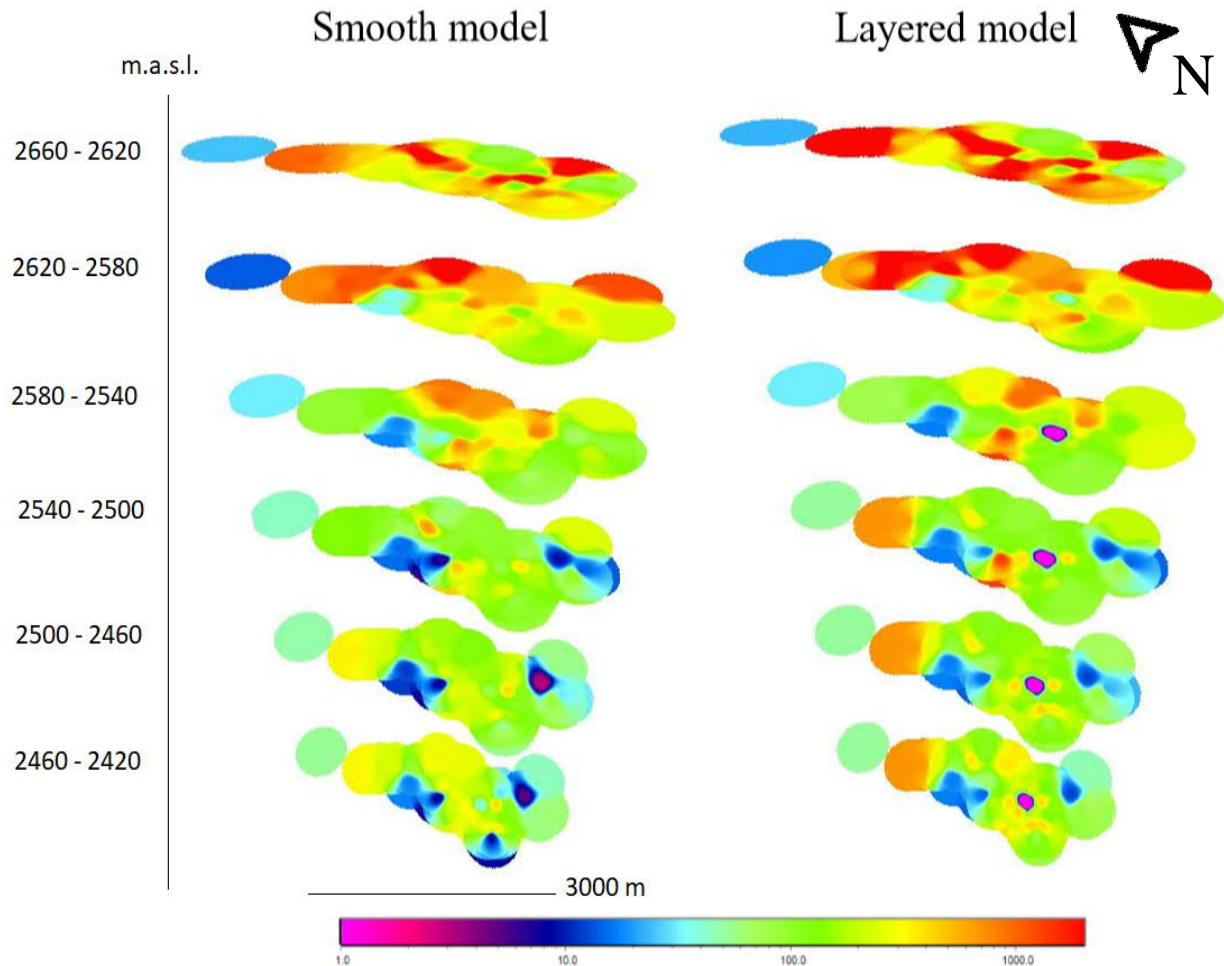 Smooth model
Layered model
N
m.a.s.l.
2660 - 2620
2620 - 2580
2580 - 2540
2540 - 2500
2500 - 2460
2460 - 2420
3000 m
1.0 10.0 100.0 1000.0